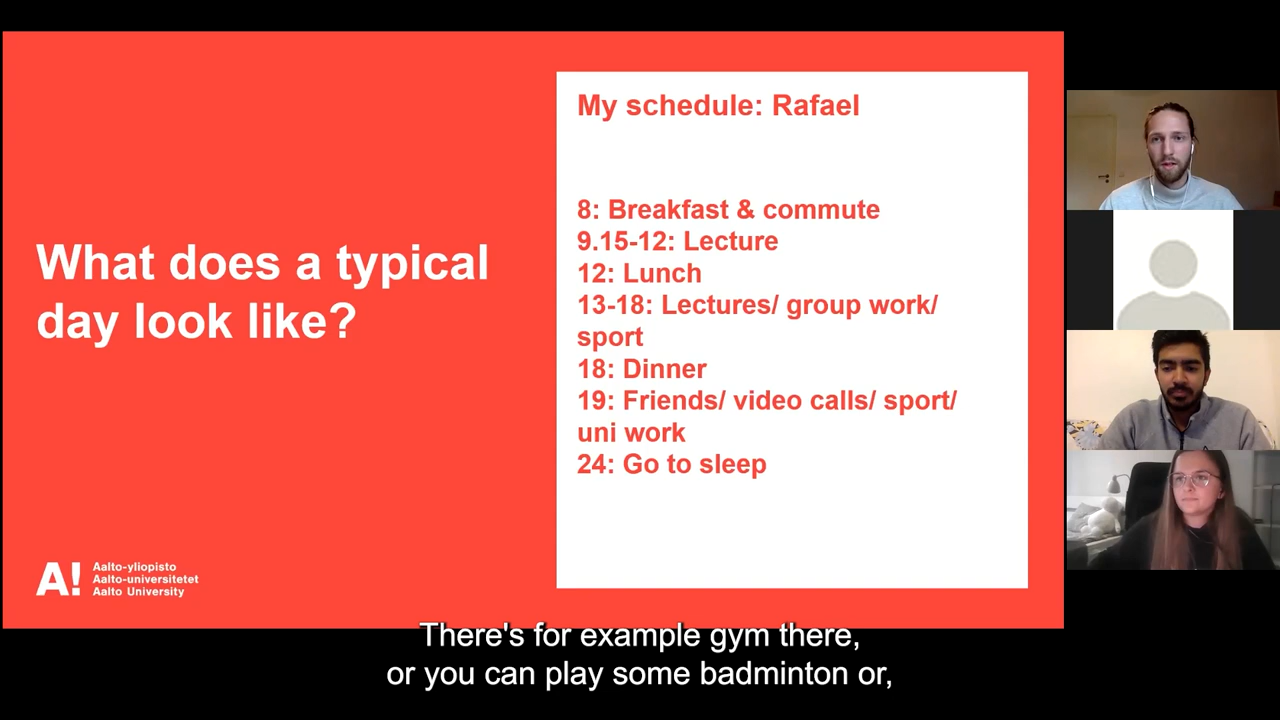 What does a typical
day look like?
My schedule: Rafael
8: Breakfast & commute
9.15-12: Lecture
12: Lunch
13-18: Lectures/ group work/
sport
18: Dinner
19: Friends/ video calls/ sport/
uni work
24: Go to sleep
A! Aalto-yliopisto
Aalto-universitetet
Aalto University
There's for example gym there,
or you can play some badminton or,